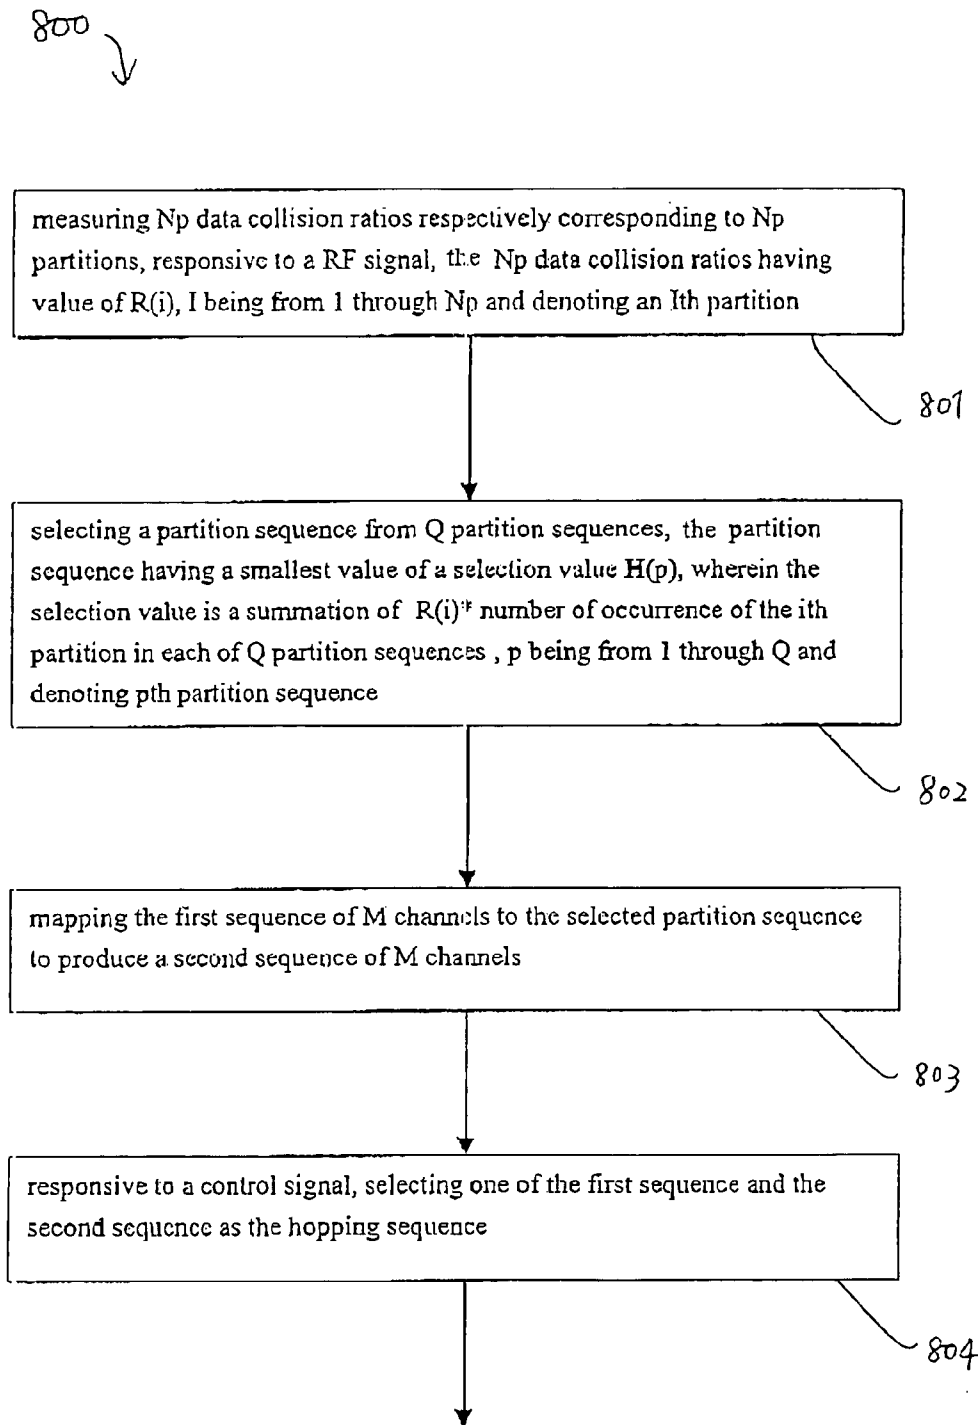 800
measuring Np data collision ratios respectively corresponding to Np
partitions, responsive to a RF signal, the Np data collision ratios having
value of R(i), I being from 1 through Np and denoting an Ith partition
801
selecting a partition sequence from Q partition sequences, the partition
sequence having a smallest value of a selection value H(p), wherein the
selection value is a summation of R(i)* number of occurrence of the ith
partition in each of Q partition sequences , p being from 1 through Q and
denoting pth partition sequence
802
mapping the first sequence of M channels to the selected partition sequence
to produce a second sequence of M channels
803
responsive to a control signal, selecting one of the first sequence and the
second sequence as the hopping sequence
804